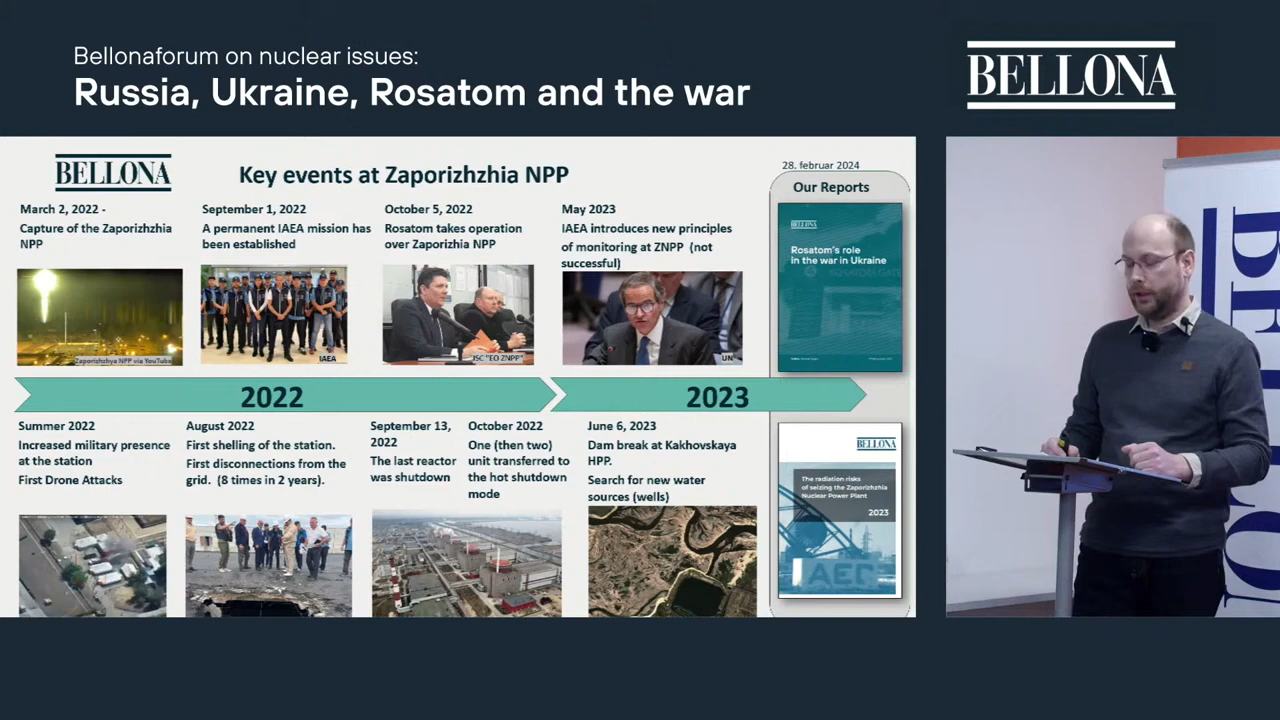 Bellonaforum on nuclear issues:
Russia, Ukraine, Rosatom and the war
BELLONA
BELLONA
Key events at Zaporizhzhia NPP
28. februar 2024
Our Reports
March 2, 2022 -
Capture of the Zaporizhzhia
NPP
Zaporizhzhya NPP via YouTube
September 1, 2022
A permanent IAEA mission has
been established
IAEA
October 5, 2022
Rosatom takes operation
over Zaporizhia NPP
JSC "EO ZNPP"
May 2023
IAEA introduces new principles
of monitoring at ZNPP (not
successful)
UN
BELLONA
Rosatom's role
in the war in Ukraine
2022
2023
Summer 2022
Increased military presence
at the station
First Drone Attacks
August 2022
First shelling of the station.
First disconnections from the
grid. (8 times in 2 years).
September 13,
2022
The last reactor
was shutdown
October 2022
One (then two)
unit transferred to
the hot shutdown
mode
June 6, 2023
Dam break at Kakhovskaya
HPP.
Search for new water
sources (wells)
BELLONA
The radiation risks
of seizing the Zaporizhzhia
Nuclear Power Plant
2023